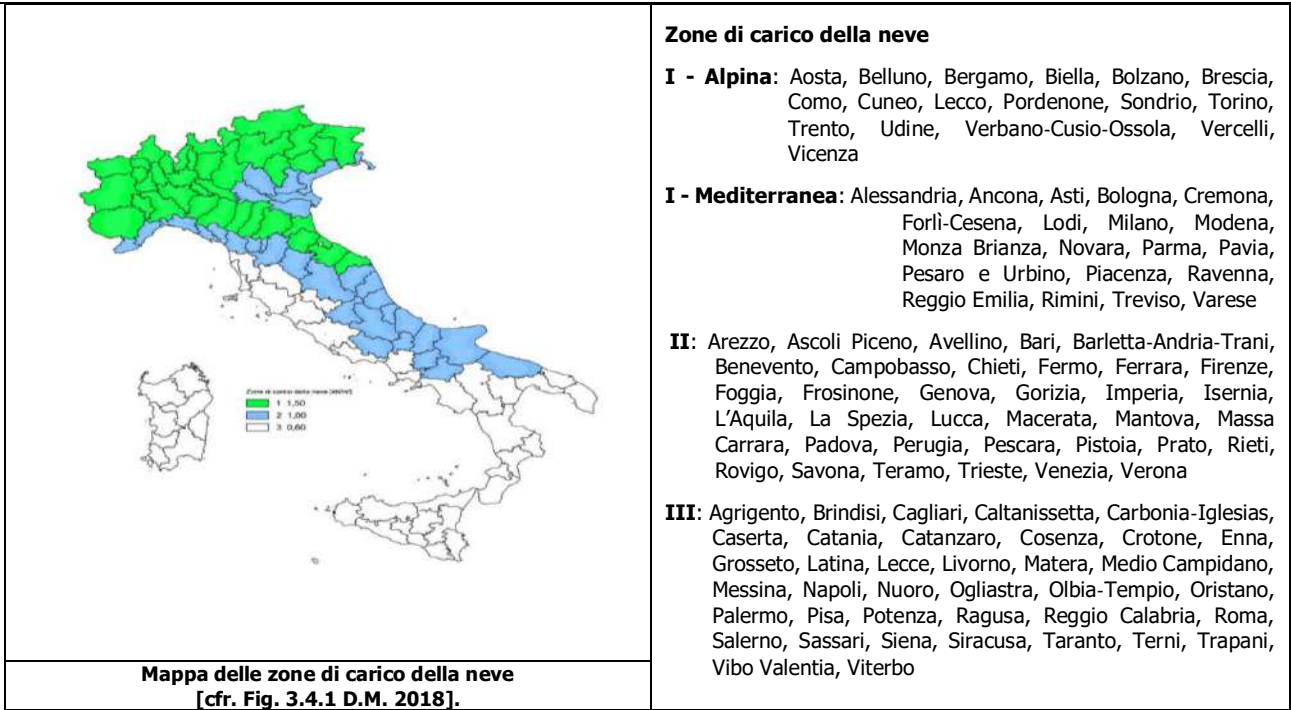 Zone di carico della neve [kN/m²]
1 1,50
2 1,00
3 0,60
Mappa delle zone di carico della neve
[cfr. Fig. 3.4.1 D.M. 2018].
Zone di carico della neve
I - Alpina: Aosta, Belluno, Bergamo, Biella, Bolzano, Brescia,
Como, Cuneo, Lecco, Pordenone, Sondrio, Torino,
Trento, Udine, Verbano-Cusio-Ossola, Vercelli,
Vicenza
I - Mediterranea: Alessandria, Ancona, Asti, Bologna, Cremona,
Forlì-Cesena, Lodi, Milano, Modena,
Monza Brianza, Novara, Parma, Pavia,
Pesaro e Urbino, Piacenza, Ravenna,
Reggio Emilia, Rimini, Treviso, Varese
II: Arezzo, Ascoli Piceno, Avellino, Bari, Barletta-Andria-Trani,
Benevento, Campobasso, Chieti, Fermo, Ferrara, Firenze,
Foggia, Frosinone, Genova, Gorizia, Imperia, Isernia,
L'Aquila, La Spezia, Lucca, Macerata, Mantova, Massa
Carrara, Padova, Perugia, Pescara, Pistoia, Prato, Rieti,
Rovigo, Savona, Teramo, Trieste, Venezia, Verona
III: Agrigento, Brindisi, Cagliari, Caltanissetta, Carbonia-Iglesias,
Caserta, Catania, Catanzaro, Cosenza, Crotone, Enna,
Grosseto, Latina, Lecce, Livorno, Matera, Medio Campidano,
Messina, Napoli, Nuoro, Ogliastra, Olbia-Tempio, Oristano,
Palermo, Pisa, Potenza, Ragusa, Reggio Calabria, Roma,
Salerno, Sassari, Siena, Siracusa, Taranto, Terni, Trapani,
Vibo Valentia, Viterbo